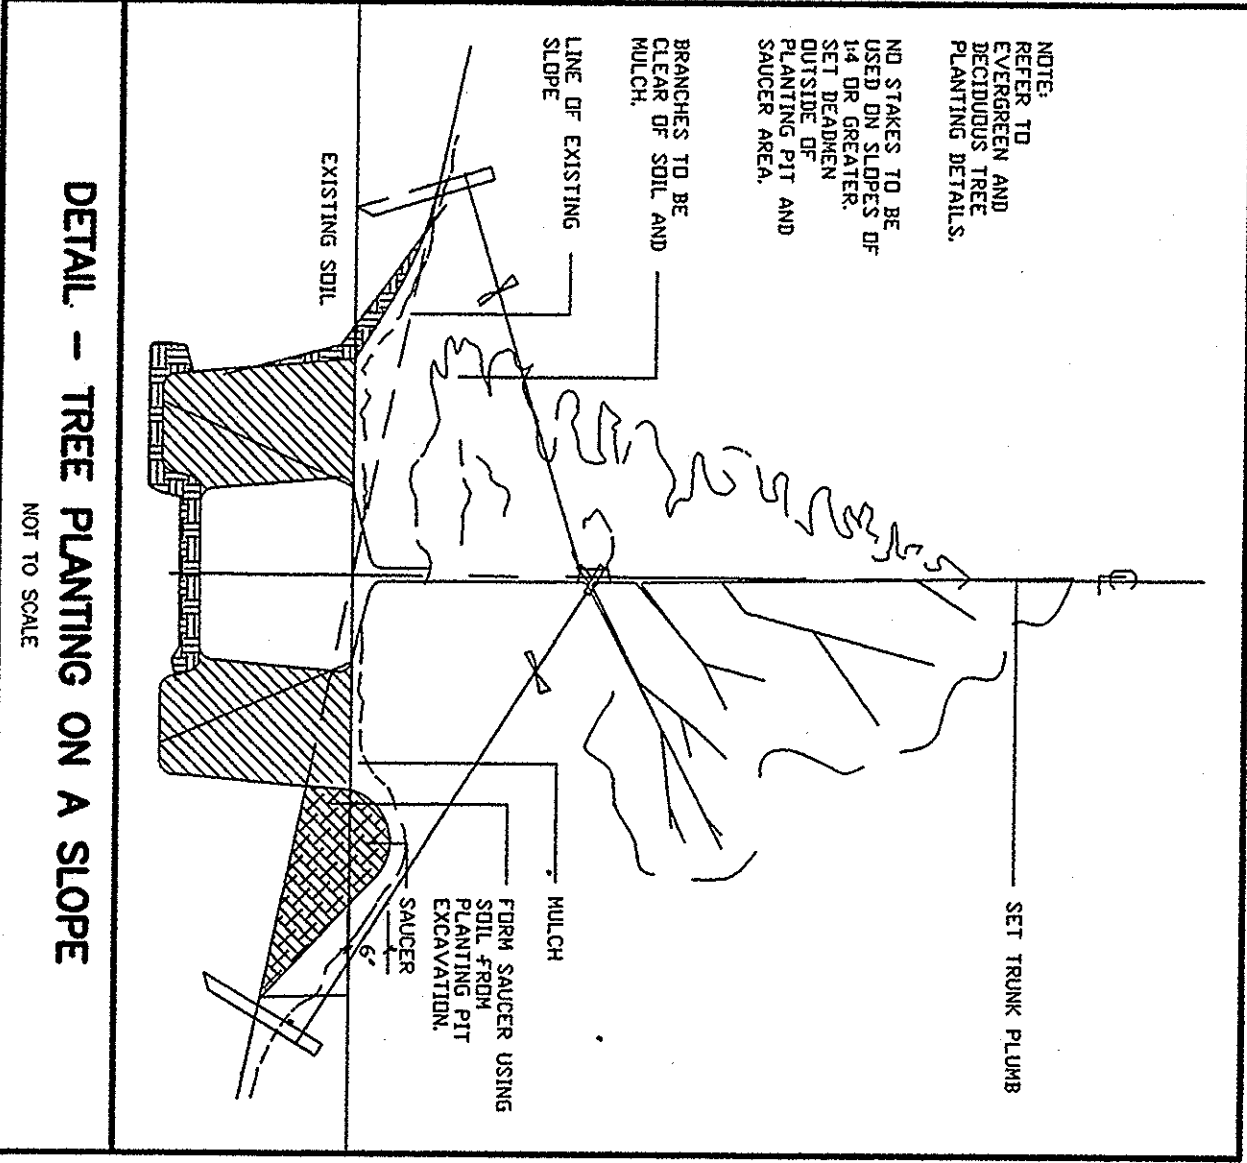 NOTE:
REFER TO
EVERGREEN AND
DECIDUOUS TREE
PLANTING DETAILS.
NO STAKES TO BE
USED ON SLOPES OF
1:4 OR GREATER.
SET DEADMEN
OUTSIDE OF
PLANTING PIT AND
SAUCER AREA.
BRANCHES TO BE
CLEAR OF SOIL AND
MULCH.
LINE OF EXISTING
SLOPE
EXISTING SOIL
SET TRUNK PLUMB
MULCH
FORM SAUCER USING
SOIL FROM
PLANTING PIT
EXCAVATION.
SAUCER
6"
DETAIL - TREE PLANTING ON A SLOPE
NOT TO SCALE